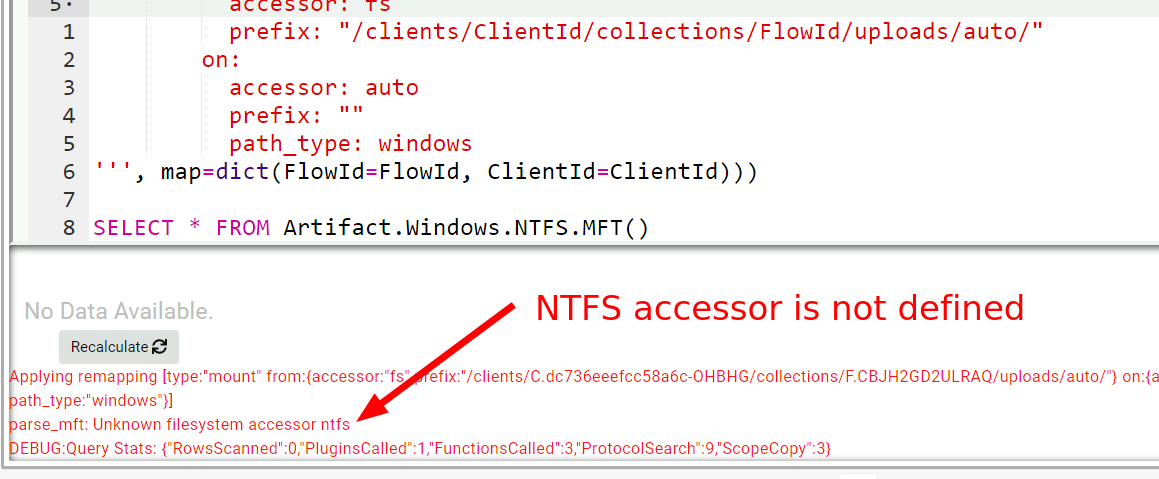 5· accessor: fs
1 prefix: "/clients/ClientId/collections/FlowId/uploads/auto/"
2 on:
3 accessor: auto
4 prefix: ""
5 path_type: windows
6 ''', map=dict(FlowId=FlowId, ClientId=ClientId)))
7
8 SELECT * FROM Artifact.Windows.NTFS.MFT()
No Data Available.
NTFS accessor is not defined
Recalculate
Applying remapping [type:"mount" from:{accessor:"fs" prefix:"/clients/C.dc736eeefcc58a6c-OHBHG/collections/F.CBJH2GD2ULRAQ/uploads/auto/"} on:{a
path_type:"windows"}]
parse_mft: Unknown filesystem accessor ntfs
DEBUG:Query Stats: {"RowsScanned":0,"PluginsCalled":1,"FunctionsCalled":3,"ProtocolSearch":9,"ScopeCopy":3}